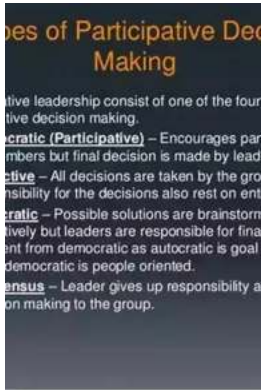 pes of Participative Dec
Making
ative leadership consist of one of the four
tive decision making.
ocratic (Participative) – Encourages par
mbers but final decision is made by lead
ctive – All decisions are taken by the gro
nsibility for the decisions also rest on ent
cratic – Possible solutions are brainstorm
tively but leaders are responsible for fina
ent from democratic as autocratic is goal
democratic is people oriented.
ensus – Leader gives up responsibility a
on making to the group.